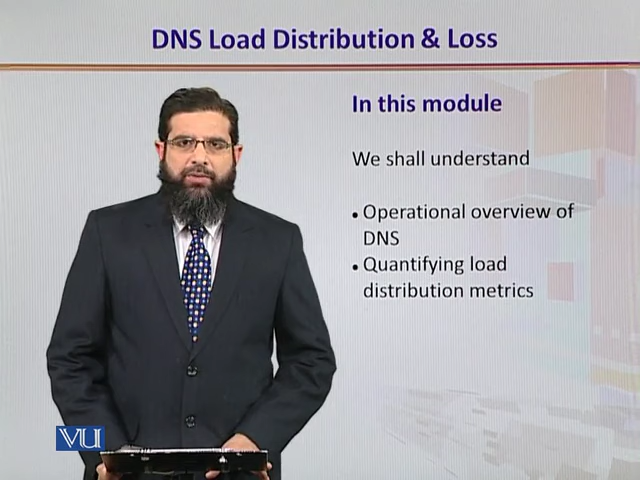 DNS Load Distribution & Loss
In this module
We shall understand
• Operational overview of
DNS
• Quantifying load
distribution metrics
VU